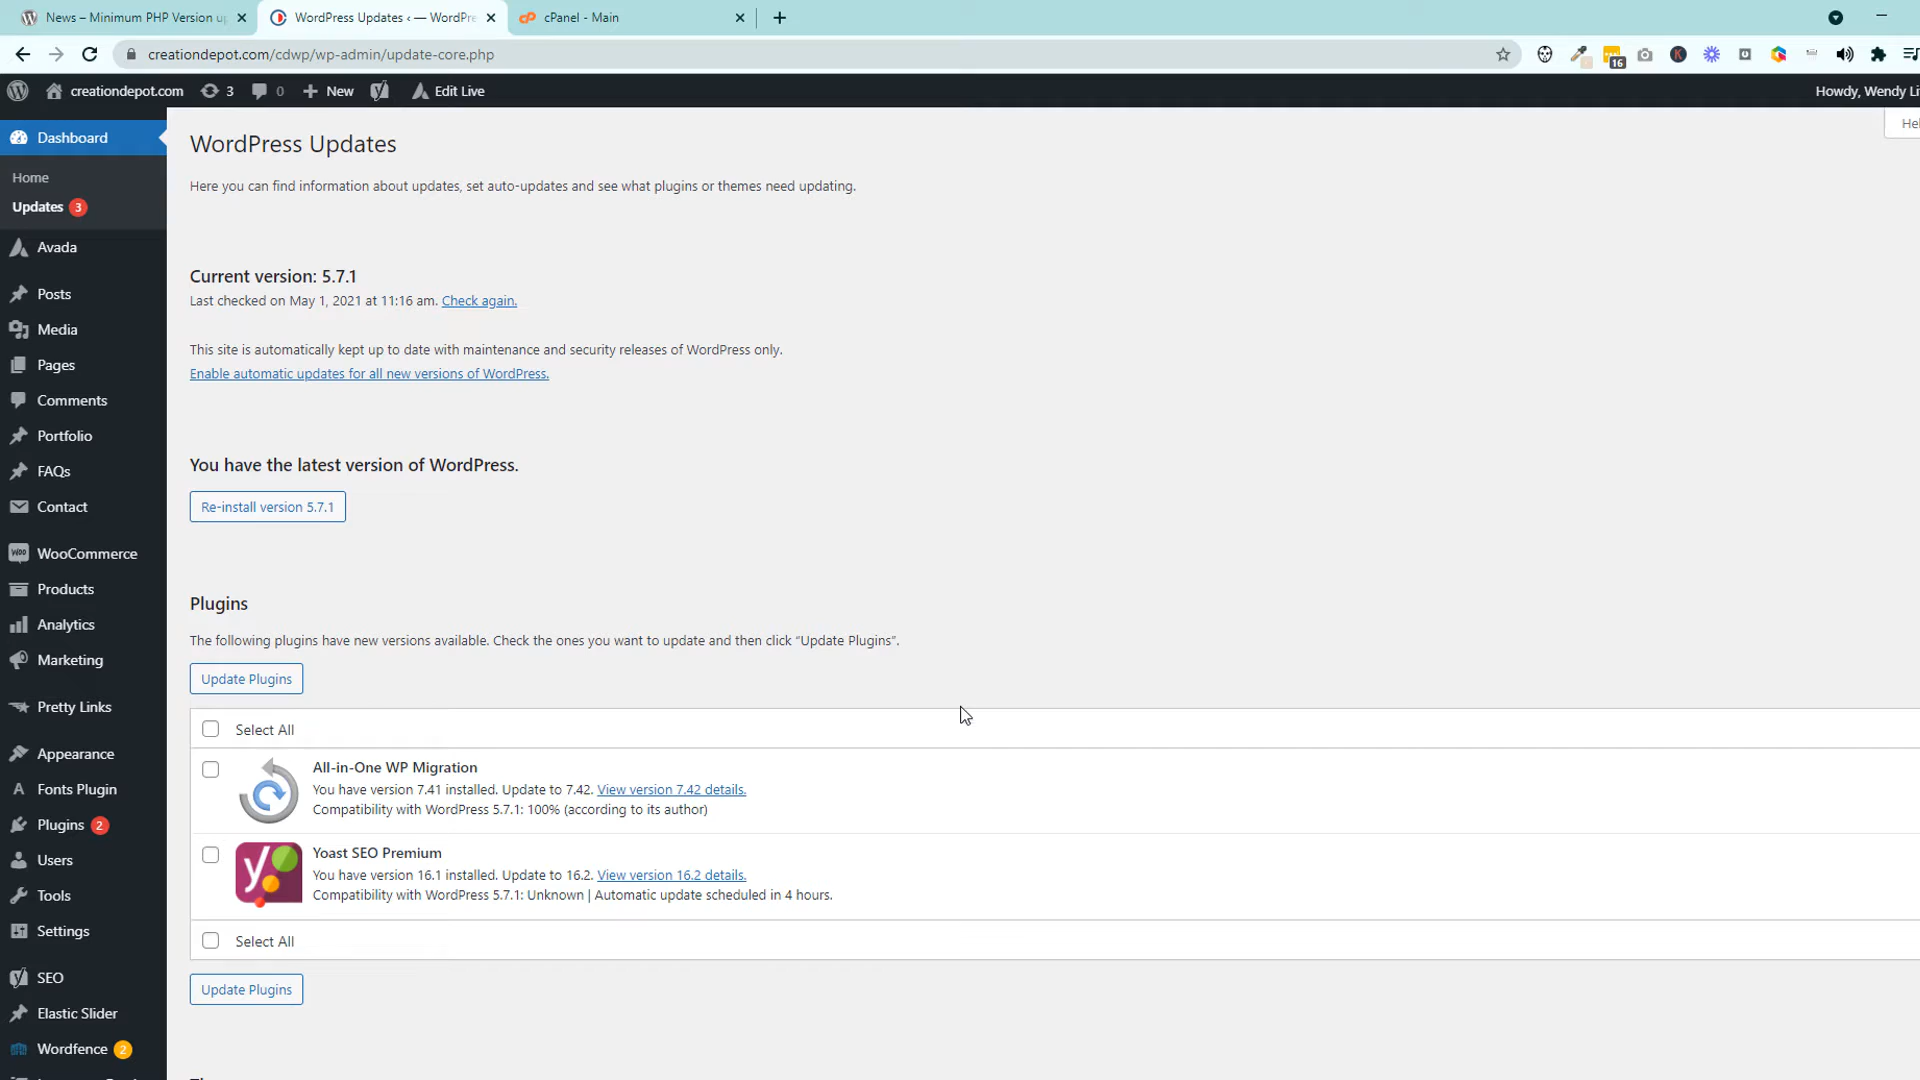 News – Minimum PHP Version up
WordPress Updates ‹ — WordPre
cPanel - Main
creationdepot.com/cdwp/wp-admin/update-core.php
16
creationdepot.com
3
0
New
Edit Live
Howdy, Wendy Li
Hel
Dashboard
Home
Updates 3
Avada
Posts
Media
Pages
Comments
Portfolio
FAQs
Contact
WooCommerce
Products
Analytics
Marketing
Pretty Links
Appearance
Fonts Plugin
Plugins 2
Users
Tools
Settings
SEO
Elastic Slider
Wordfence 2
WordPress Updates
Here you can find information about updates, set auto-updates and see what plugins or themes need updating.
Current version: 5.7.1
Last checked on May 1, 2021 at 11:16 am. Check again.
This site is automatically kept up to date with maintenance and security releases of WordPress only.
Enable automatic updates for all new versions of WordPress.
You have the latest version of WordPress.
Re-install version 5.7.1
Plugins
The following plugins have new versions available. Check the ones you want to update and then click “Update Plugins”.
Update Plugins
Select All
All-in-One WP Migration
You have version 7.41 installed. Update to 7.42. View version 7.42 details.
Compatibility with WordPress 5.7.1: 100% (according to its author)
Yoast SEO Premium
You have version 16.1 installed. Update to 16.2. View version 16.2 details.
Compatibility with WordPress 5.7.1: Unknown | Automatic update scheduled in 4 hours.
Select All
Update Plugins